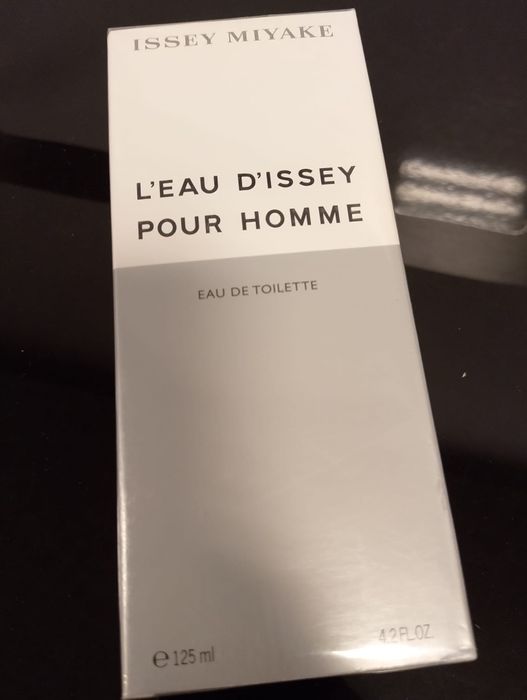 ISSEY MIYAKE
L'EAU D'ISSEY
POUR HOMME
EAU DE TOILETTE
℮ 125 ml
4.2 FL.OZ.